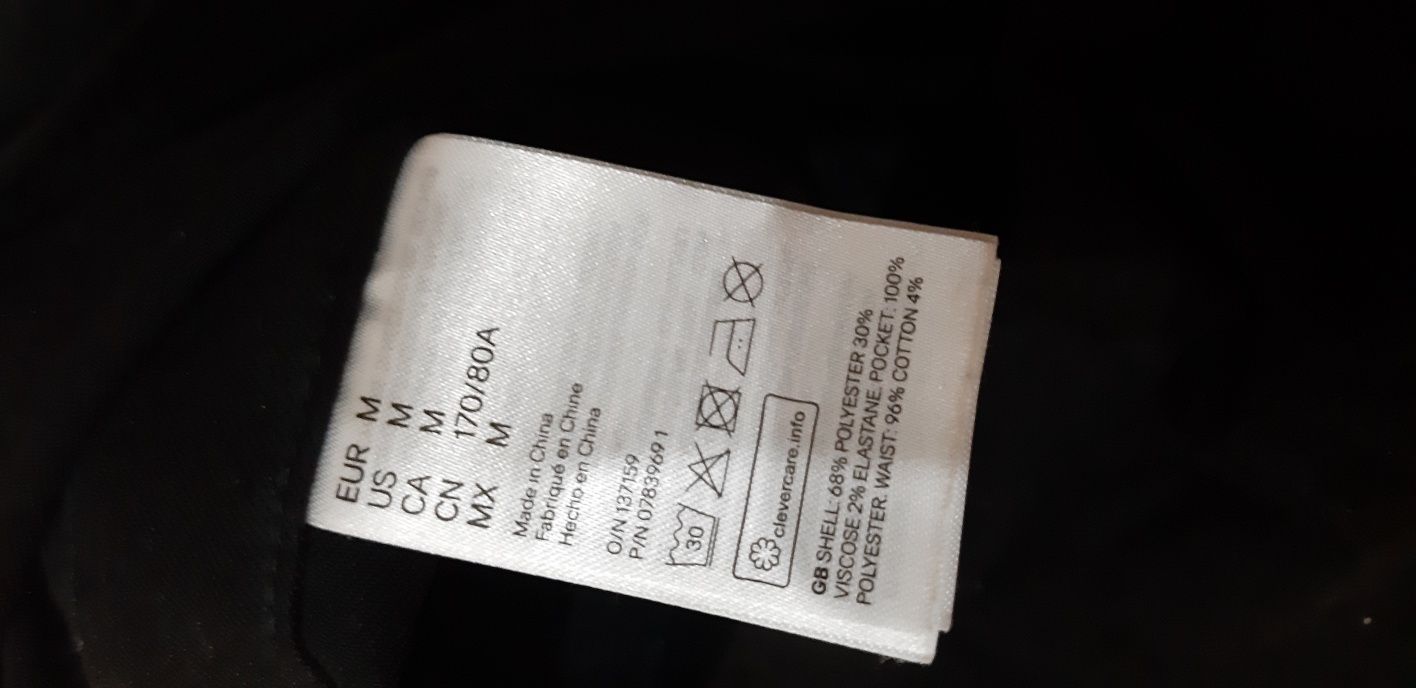 EUR M
US M
CA M
CN 170/80A
MX M
Made in China
Fabriqué en Chine
Hecho en China
O/N 137159
P/N 07839691
30
clevercare.info
GB SHELL: 68% POLYESTER 30%
VISCOSE 2% ELASTANE. POCKET: 100%
POLYESTER. WAIST: 96% COTTON 4%